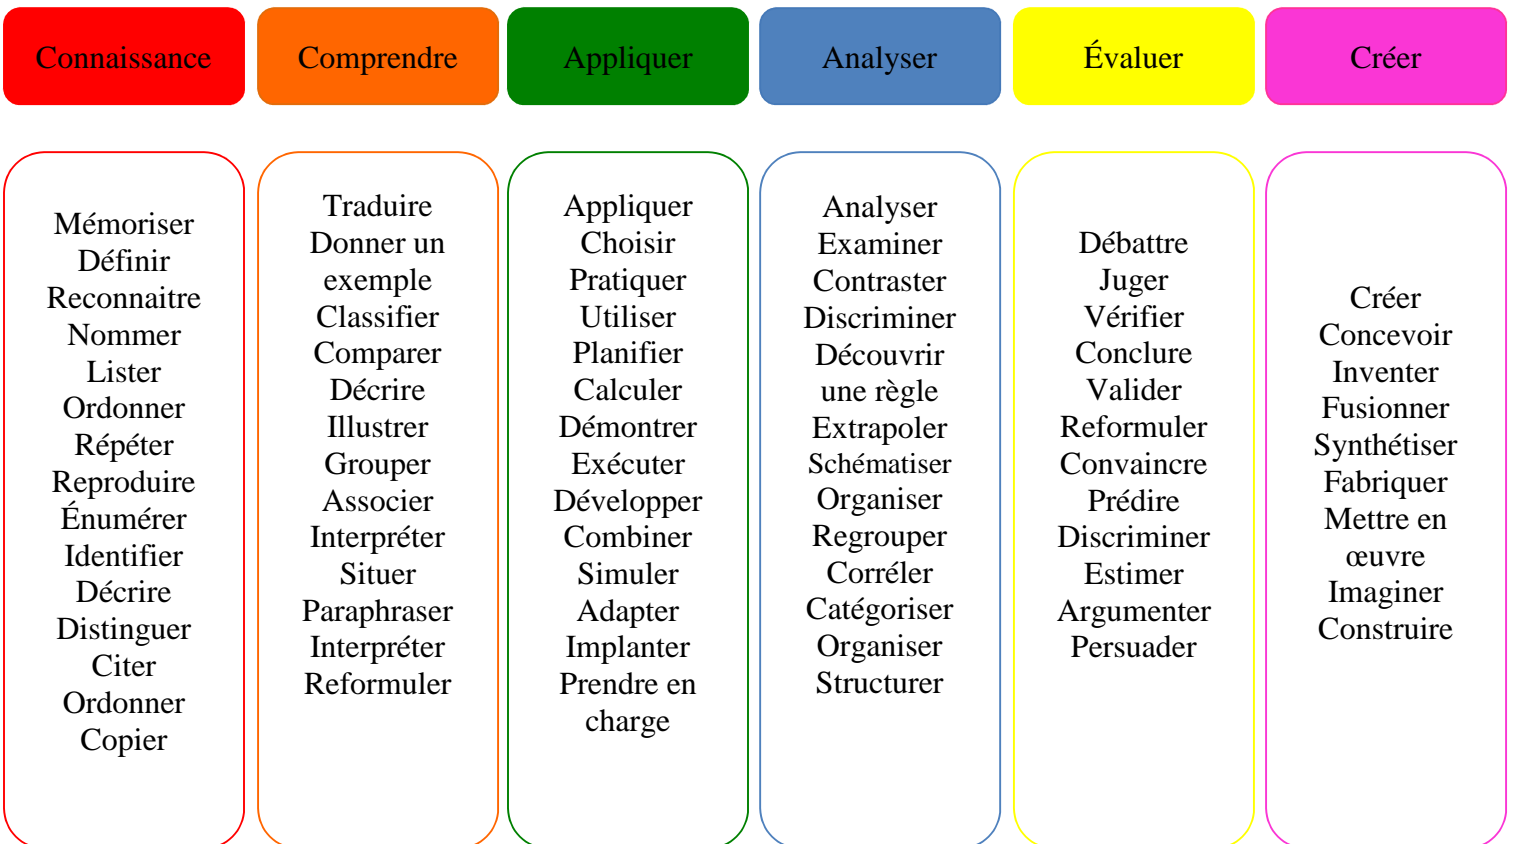 Connaissance
Comprendre
Appliquer
Analyser
Évaluer
Créer
Mémoriser
Définir
Reconnaitre
Nommer
Lister
Ordonner
Répéter
Reproduire
Énumérer
Identifier
Décrire
Distinguer
Citer
Ordonner
Copier
Traduire
Donner un
exemple
Classifier
Comparer
Décrire
Illustrer
Grouper
Associer
Interpréter
Situer
Paraphraser
Interpréter
Reformuler
Appliquer
Choisir
Pratiquer
Utiliser
Planifier
Calculer
Démontrer
Exécuter
Développer
Combiner
Simuler
Adapter
Implanter
Prendre en
charge
Analyser
Examiner
Contraster
Discriminer
Découvrir
une règle
Extrapoler
Schématiser
Organiser
Regrouper
Corréler
Catégoriser
Organiser
Structurer
Débattre
Juger
Vérifier
Conclure
Valider
Reformuler
Convaincre
Prédire
Discriminer
Estimer
Argumenter
Persuader
Créer
Concevoir
Inventer
Fusionner
Synthétiser
Fabriquer
Mettre en
œuvre
Imaginer
Construire